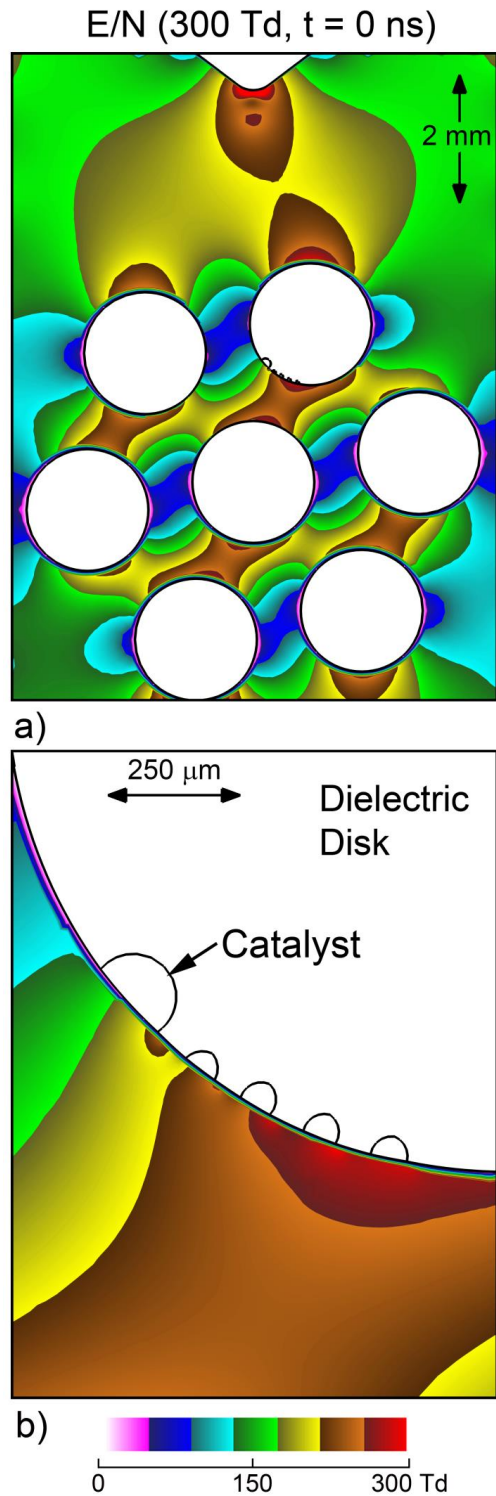 E/N (300 Td, t = 0 ns)
2 mm
a)
250 μm
Dielectric
Disk
Catalyst
b)
0 150 300 Td